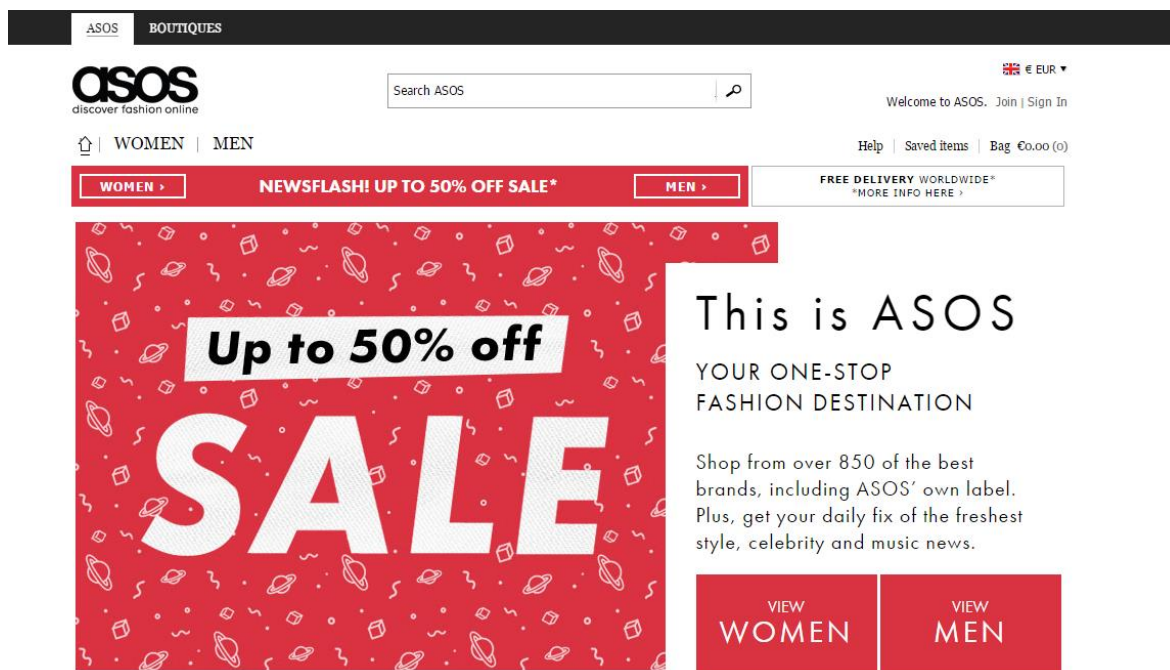 ASOS BOUTIQUES
asos
discover fashion online
Search ASOS
€ EUR
Welcome to ASOS. Join | Sign In
WOMEN | MEN
Help | Saved items | Bag €0.00 (0)
WOMEN ›
NEWSFLASH! UP TO 50% OFF SALE*
MEN ›
FREE DELIVERY WORLDWIDE*
*MORE INFO HERE ›
Up to 50% off
SALE
This is ASOS
YOUR ONE-STOP
FASHION DESTINATION
Shop from over 850 of the best
brands, including ASOS’ own label.
Plus, get your daily fix of the freshest
style, celebrity and music news.
VIEW
WOMEN
VIEW
MEN